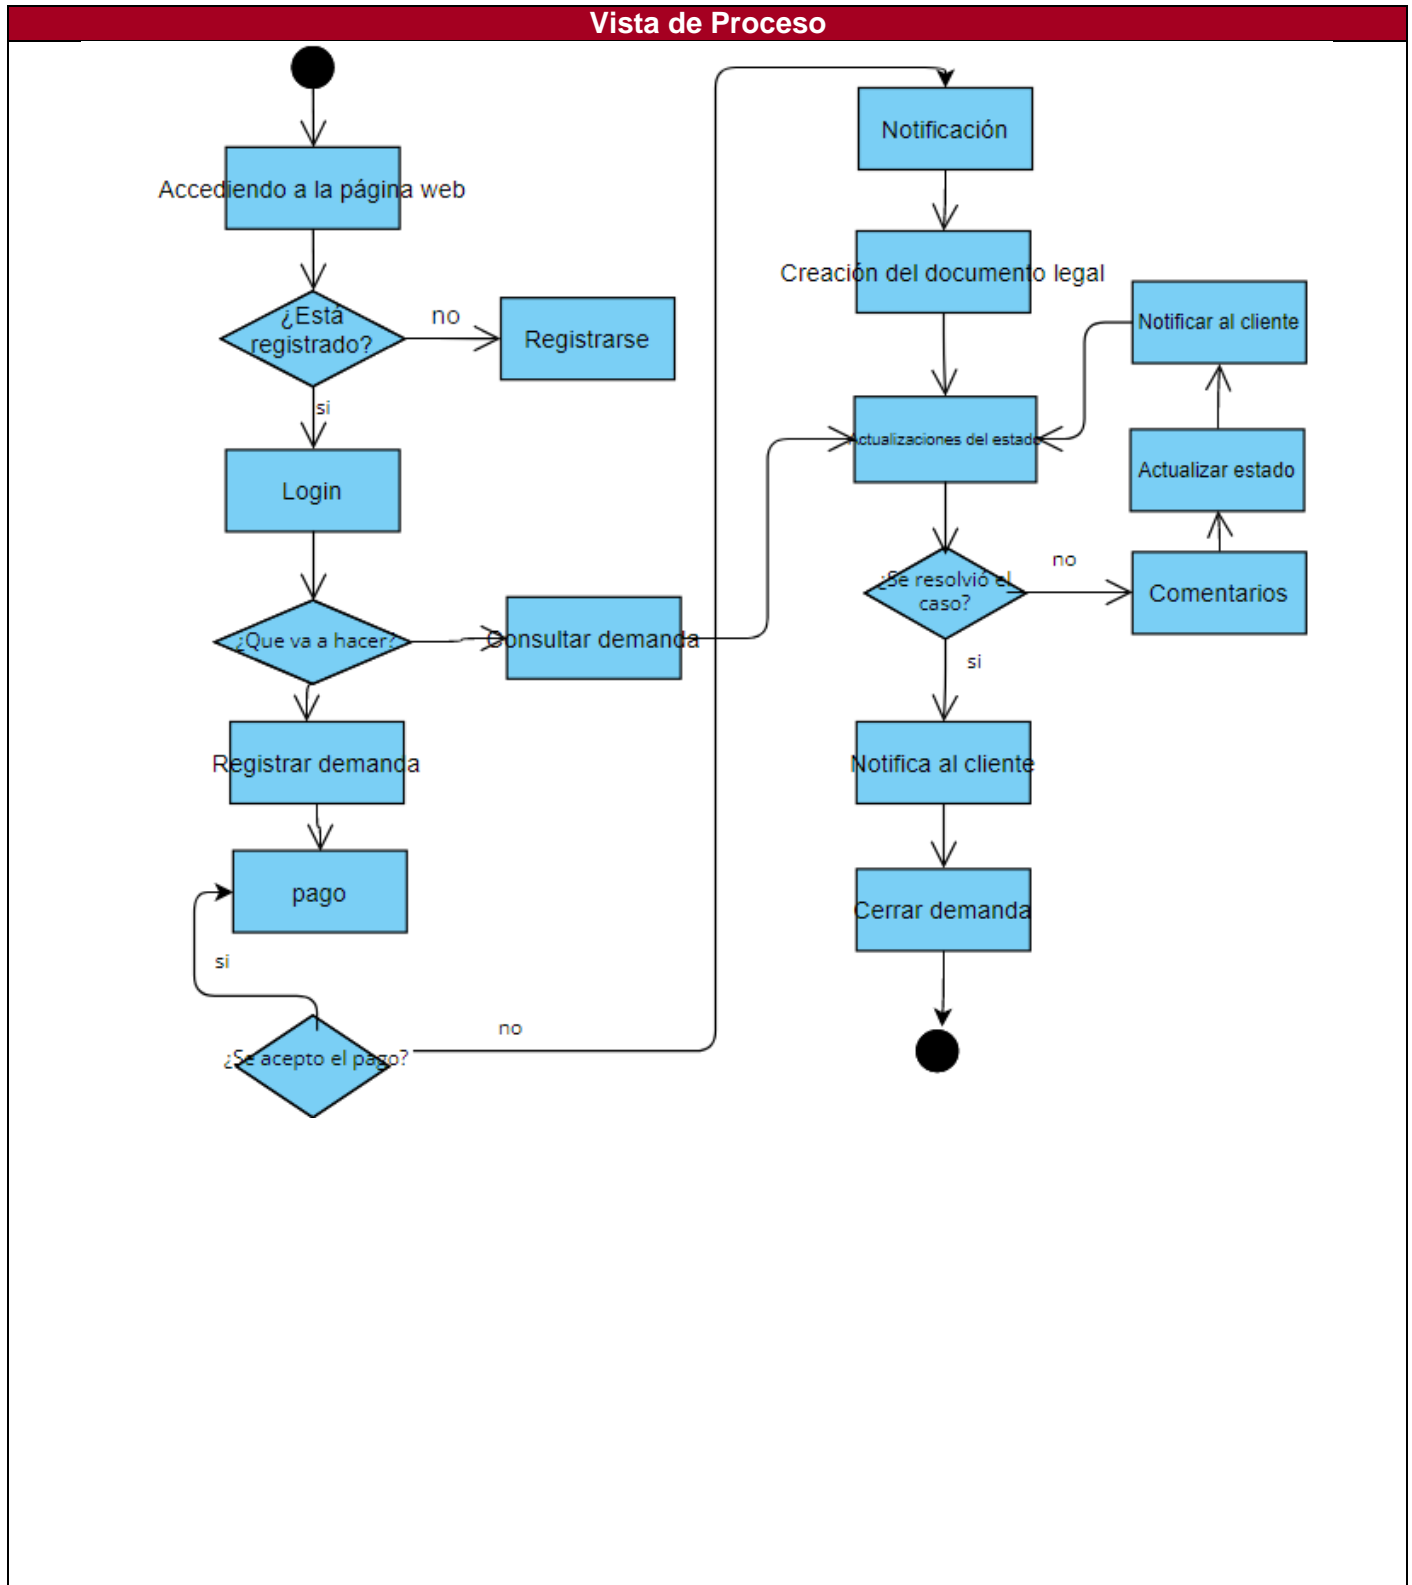 Vista de Proceso
Accediendo a la página web
¿Está
registrado?
no
Registrarse
si
Login
¿Que va a hacer?
Consultar demanda
Registrar demanda
pago
si
¿Se acepto el pago?
no
Notificación
Creación del documento legal
Notificar al cliente
Actualizaciones del estado
Actualizar estado
¿Se resolvió el
caso?
no
Comentarios
si
Notifica al cliente
Cerrar demanda